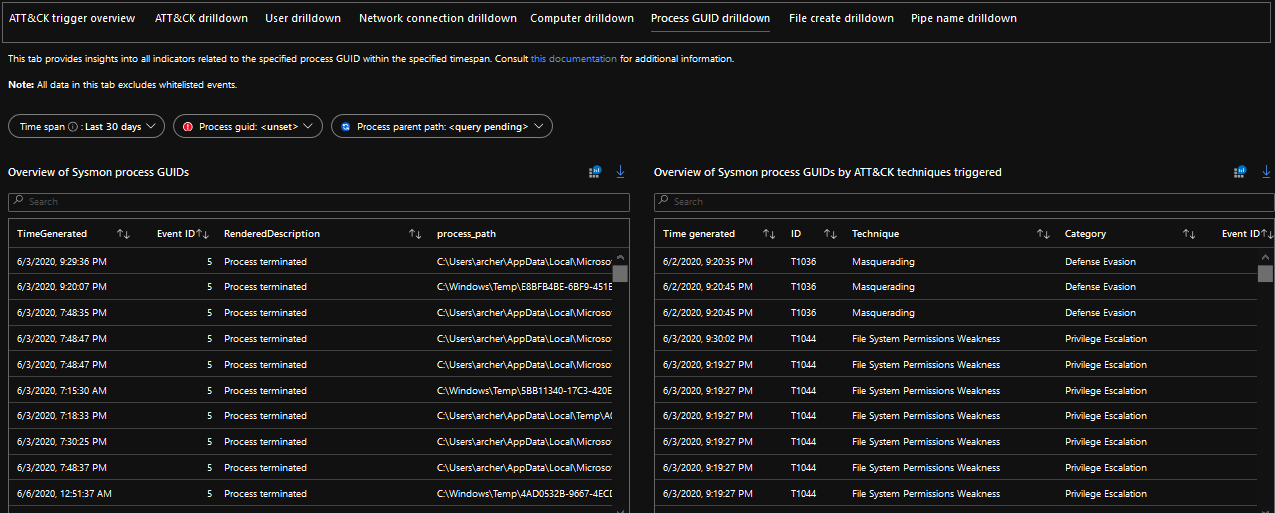 ATT&CK trigger overview ATT&CK drilldown User drilldown Network connection drilldown Computer drilldown Process GUID drilldown File create drilldown Pipe name drilldown
This tab provides insights into all indicators related to the specified process GUID within the specified timespan. Consult this documentation for additional information.
Note: All data in this tab excludes whitelisted events.
Time span : Last 30 days Process guid: <unset> Process parent path: <query pending>
Overview of Sysmon process GUIDs
Search
TimeGenerated Event ID RenderedDescription process_path
6/3/2020, 9:29:36 PM 5 Process terminated C:\Users\archer\AppData\Local\Microso
6/3/2020, 9:20:07 PM 5 Process terminated C:\Windows\Temp\E8BFB4BE-6BF9-451E
6/3/2020, 7:48:35 PM 5 Process terminated C:\Users\archer\AppData\Local\Microso
6/3/2020, 7:48:47 PM 5 Process terminated C:\Users\archer\AppData\Local\Microso
6/3/2020, 7:48:47 PM 5 Process terminated C:\Users\archer\AppData\Local\Microso
6/3/2020, 7:15:30 AM 5 Process terminated C:\Windows\Temp\5BB11340-17C3-420E
6/3/2020, 7:18:33 PM 5 Process terminated C:\Users\archer\AppData\Local\Temp\A0
6/3/2020, 7:30:25 PM 5 Process terminated C:\Users\archer\AppData\Local\Microso
6/3/2020, 7:48:37 PM 5 Process terminated C:\Users\archer\AppData\Local\Microso
6/6/2020, 12:51:37 AM 5 Process terminated C:\Windows\Temp\4AD0532B-9667-4ECD
Overview of Sysmon process GUIDs by ATT&CK techniques triggered
Search
Time generated ID Technique Category Event ID
6/2/2020, 9:20:35 PM T1036 Masquerading Defense Evasion
6/2/2020, 9:20:45 PM T1036 Masquerading Defense Evasion
6/2/2020, 9:20:45 PM T1036 Masquerading Defense Evasion
6/3/2020, 9:30:02 PM T1044 File System Permissions Weakness Privilege Escalation
6/3/2020, 9:19:27 PM T1044 File System Permissions Weakness Privilege Escalation
6/3/2020, 9:19:27 PM T1044 File System Permissions Weakness Privilege Escalation
6/3/2020, 9:19:27 PM T1044 File System Permissions Weakness Privilege Escalation
6/3/2020, 9:19:27 PM T1044 File System Permissions Weakness Privilege Escalation
6/3/2020, 9:19:27 PM T1044 File System Permissions Weakness Privilege Escalation
6/3/2020, 9:19:27 PM T1044 File System Permissions Weakness Privilege Escalation